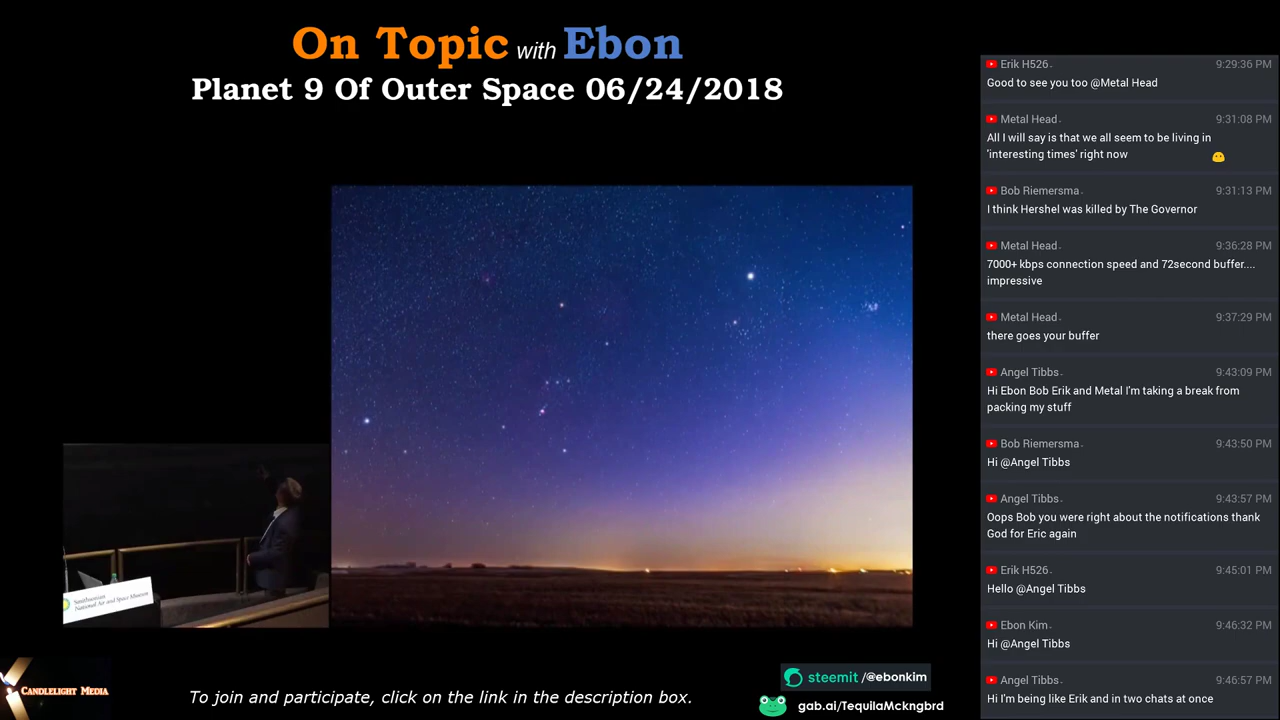 On Topic with Ebon
Planet 9 Of Outer Space 06/24/2018
Erik H526 9:29:36 PM
Good to see you too @Metal Head
Metal Head 9:31:08 PM
All I will say is that we all seem to be living in
'interesting times' right now
Bob Riemersma 9:31:13 PM
I think Hershel was killed by The Governor
Metal Head 9:36:28 PM
7000+ kbps connection speed and 72second buffer....
impressive
Metal Head 9:37:29 PM
there goes your buffer
Angel Tibbs 9:43:09 PM
Hi Ebon Bob Erik and Metal I'm taking a break from
packing my stuff
Bob Riemersma 9:43:50 PM
Hi @Angel Tibbs
Angel Tibbs 9:43:57 PM
Oops Bob you were right about the notifications thank
God for Eric again
Erik H526 9:45:01 PM
Hello @Angel Tibbs
Ebon Kim 9:46:32 PM
Hi @Angel Tibbs
Angel Tibbs 9:46:57 PM
Hi I'm being like Erik and in two chats at once
Smithsonian
National Air and Space Museum
Candlelight Media
To join and participate, click on the link in the description box.
steemit /@ebonkim
gab.ai/TequilaMckngbrd